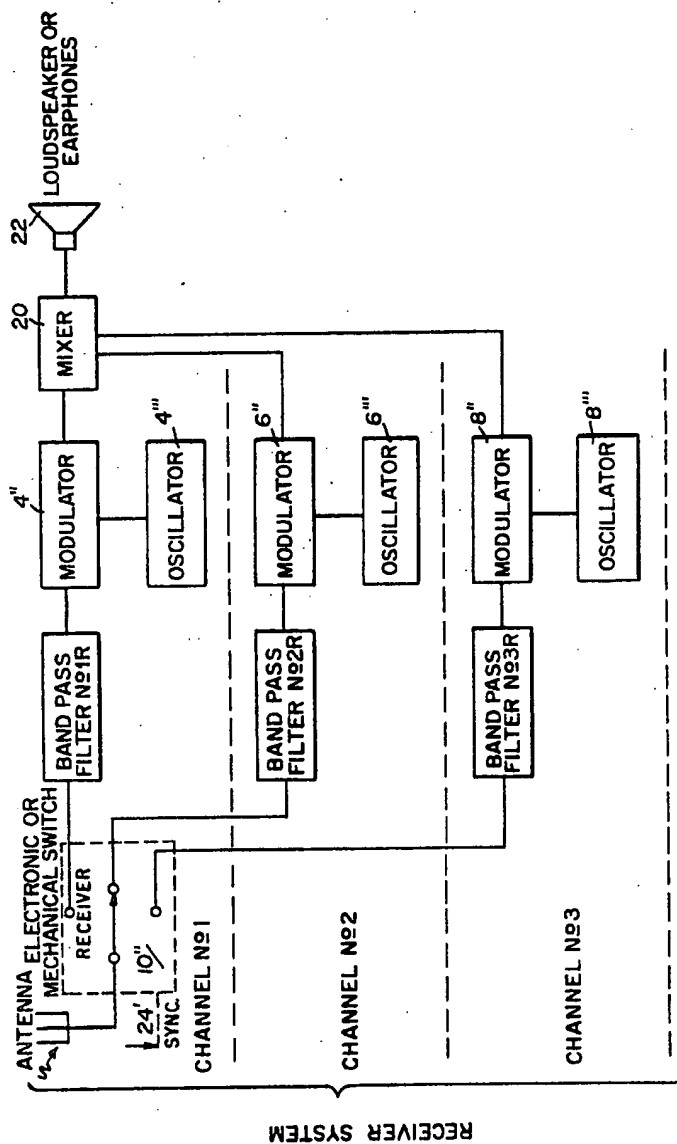 ANTENNA
ELECTRONIC OR
MECHANICAL SWITCH
RECEIVER
10"
24'
SYNC.
BAND PASS
FILTER №1R
4"
MODULATOR
OSCILLATOR
4'''
20
MIXER
22
LOUDSPEAKER OR
EARPHONES
CHANNEL №1
BAND PASS
FILTER №2R
6"
MODULATOR
OSCILLATOR
6'''
CHANNEL №2
BAND PASS
FILTER №3R
8"
MODULATOR
OSCILLATOR
8'''
CHANNEL №3
RECEIVER SYSTEM